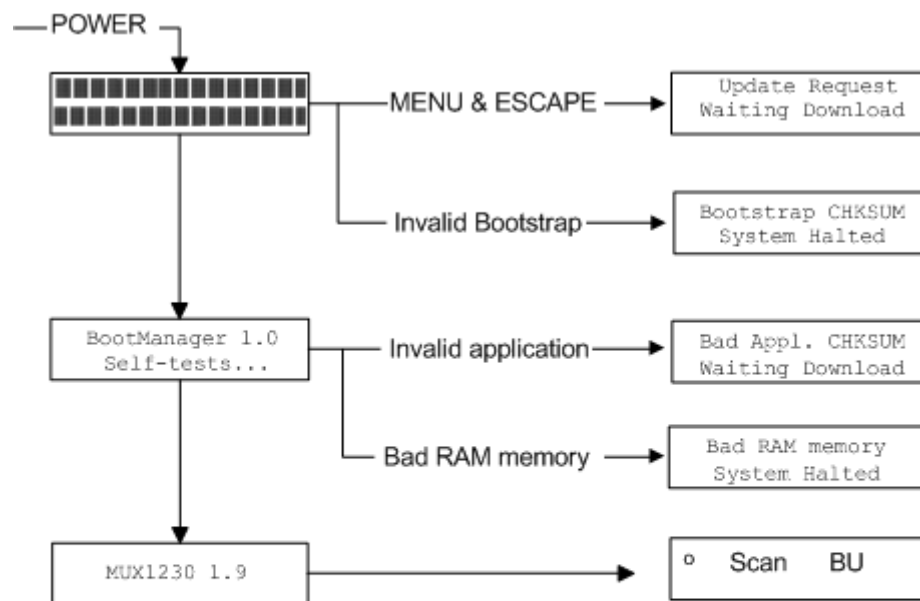 POWER
MENU & ESCAPE
Update Request
Waiting Download
Invalid Bootstrap
Bootstrap CHKSUM
System Halted
BootManager 1.0
Self-tests...
Invalid application
Bad Appl. CHKSUM
Waiting Download
Bad RAM memory
Bad RAM memory
System Halted
MUX1230 1.9
o Scan BU